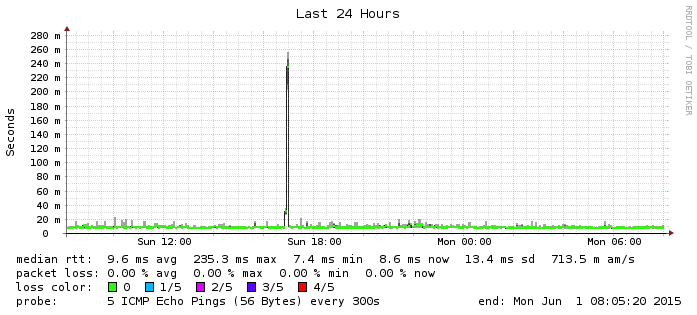 Last 24 Hours
RRDTOOL / TOBI OETIKER
Seconds
280 m
260 m
240 m
220 m
200 m
180 m
160 m
140 m
120 m
100 m
80 m
60 m
40 m
20 m
0
Sun 12:00 Sun 18:00 Mon 00:00 Mon 06:00
median rtt: 9.6 ms avg 235.3 ms max 7.4 ms min 8.6 ms now 13.4 ms sd 713.5 m am/s
packet loss: 0.00 % avg 0.00 % max 0.00 % min 0.00 % now
loss color: 0 1/5 2/5 3/5 4/5
probe: 5 ICMP Echo Pings (56 Bytes) every 300s end: Mon Jun 1 08:05:20 2015